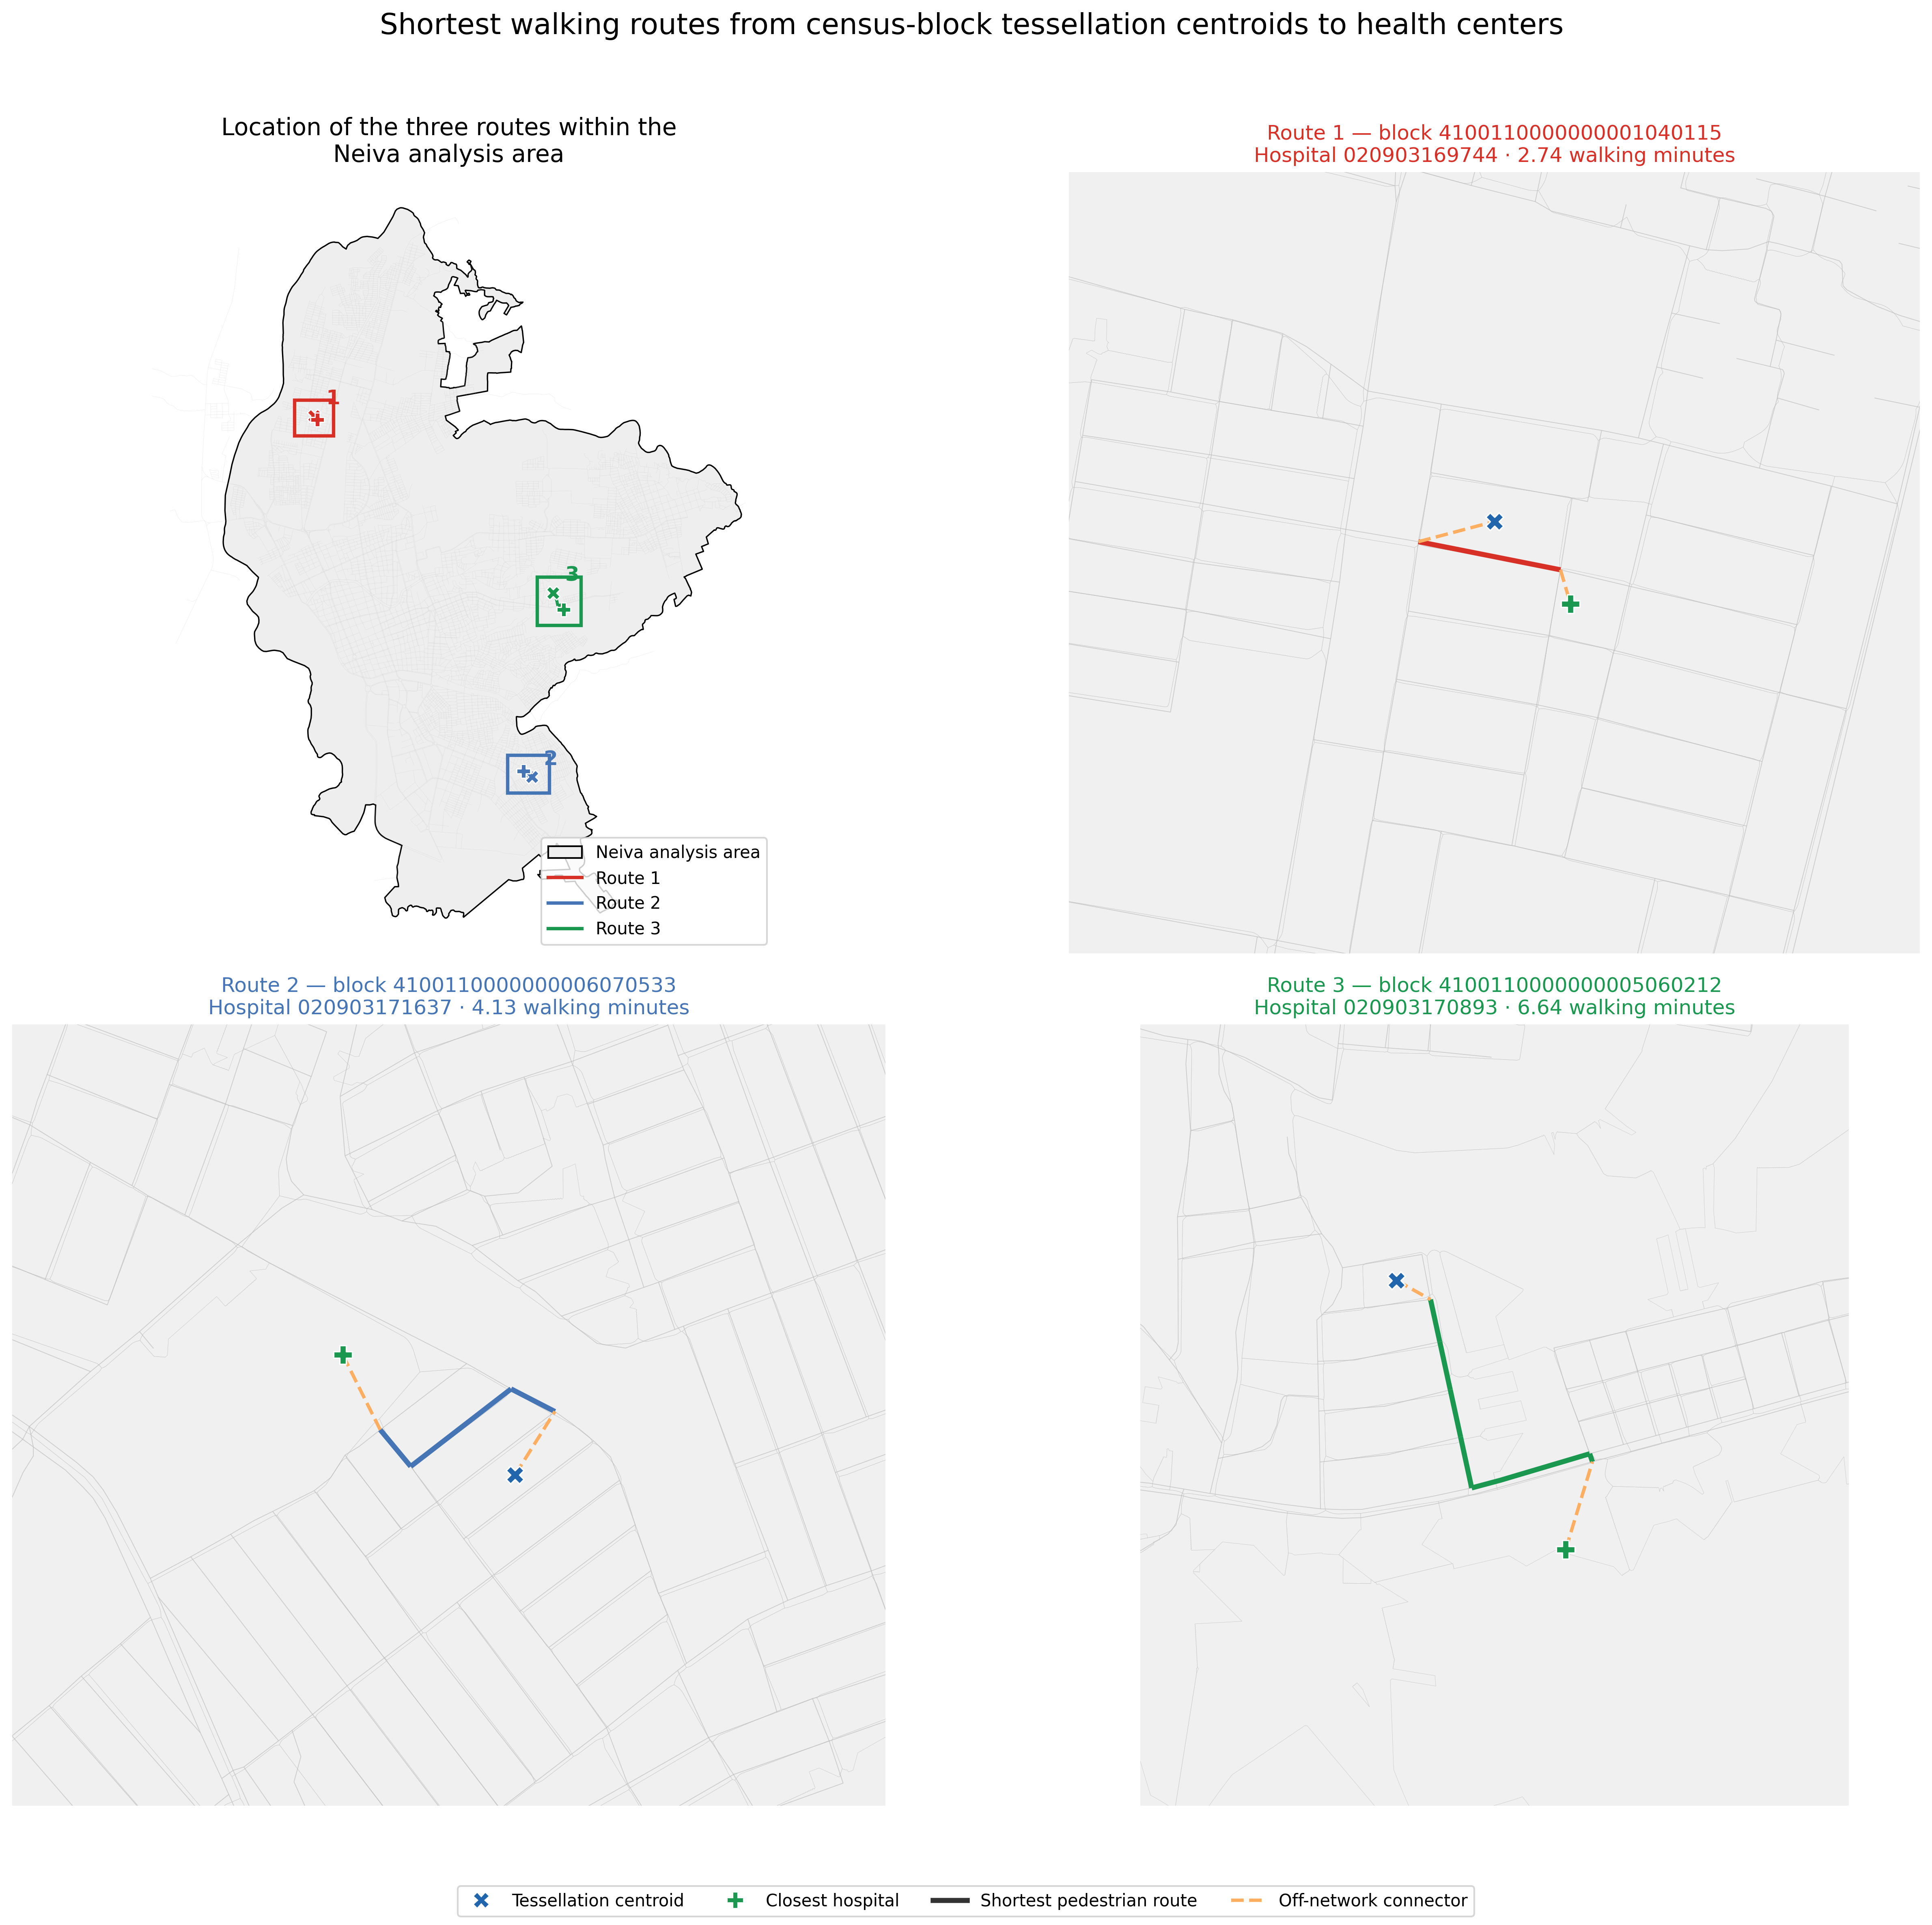 Shortest walking routes from census-block tessellation centroids to health centers
Location of the three routes within the
Neiva analysis area
1
3
2
Neiva analysis area
Route 1
Route 2
Route 3
Route 1 — block 4100110000000001040115
Hospital 020903169744 · 2.74 walking minutes
Route 2 — block 4100110000000006070533
Hospital 020903171637 · 4.13 walking minutes
Route 3 — block 4100110000000005060212
Hospital 020903170893 · 6.64 walking minutes
Tessellation centroid
Closest hospital
Shortest pedestrian route
Off-network connector